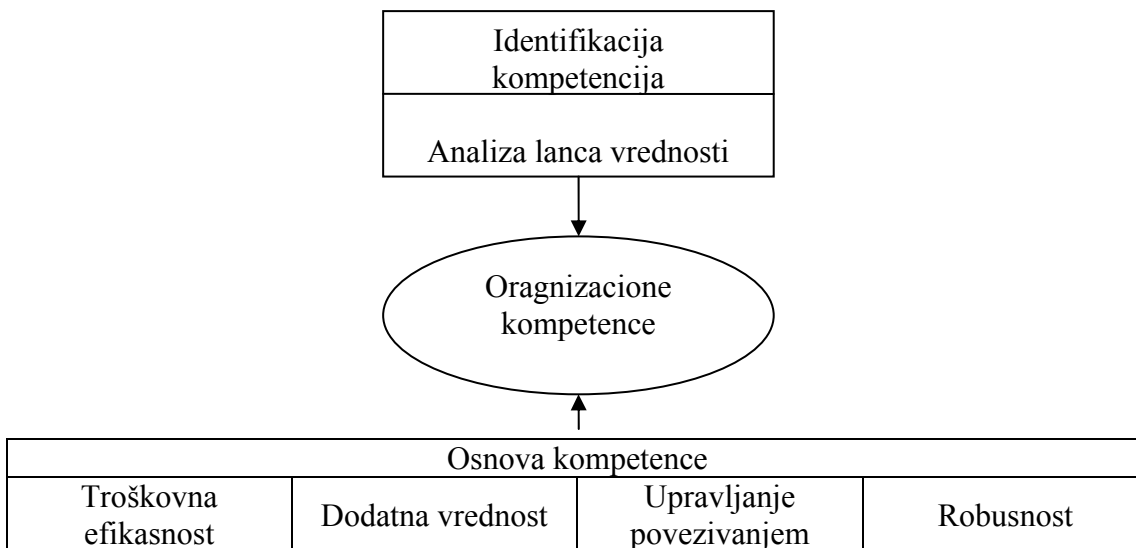 Identifikacija
kompetencija
Analiza lanca vrednosti
Oragnizacione
kompetence
Osnova kompetence
Troškovna
efikasnost
Dodatna vrednost
Upravljanje
povezivanjem
Robusnost